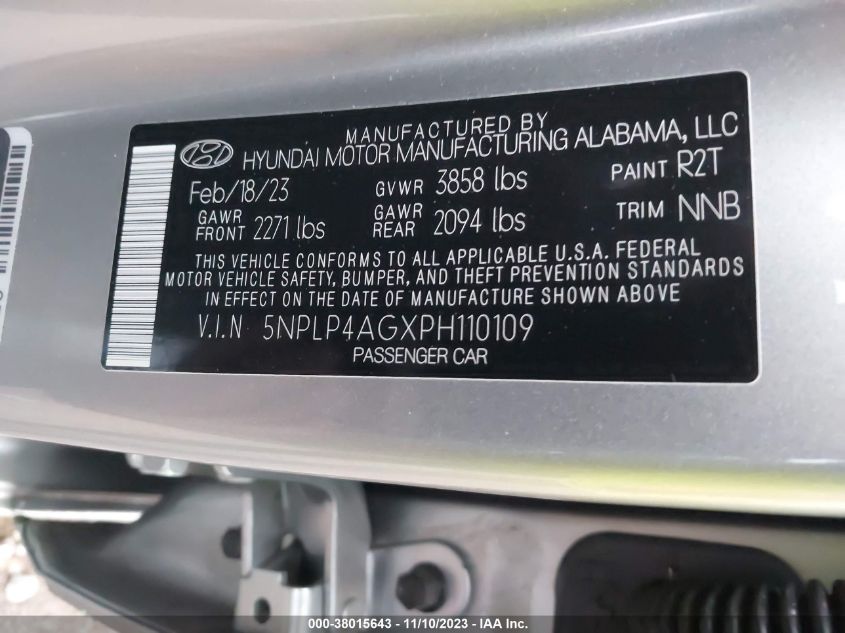 MANUFACTURED BY
HYUNDAI MOTOR MANUFACTURING ALABAMA, LLC
Feb/18/23 GVWR 3858 lbs PAINT R2T
GAWR FRONT 2271 lbs GAWR REAR 2094 lbs TRIM NNB
THIS VEHICLE CONFORMS TO ALL APPLICABLE U.S.A. FEDERAL
MOTOR VEHICLE SAFETY, BUMPER, AND THEFT PREVENTION STANDARDS
IN EFFECT ON THE DATE OF MANUFACTURE SHOWN ABOVE
V.I.N 5NPLP4AGXPH110109
PASSENGER CAR
000-38015643 - 11/10/2023 - IAA Inc.